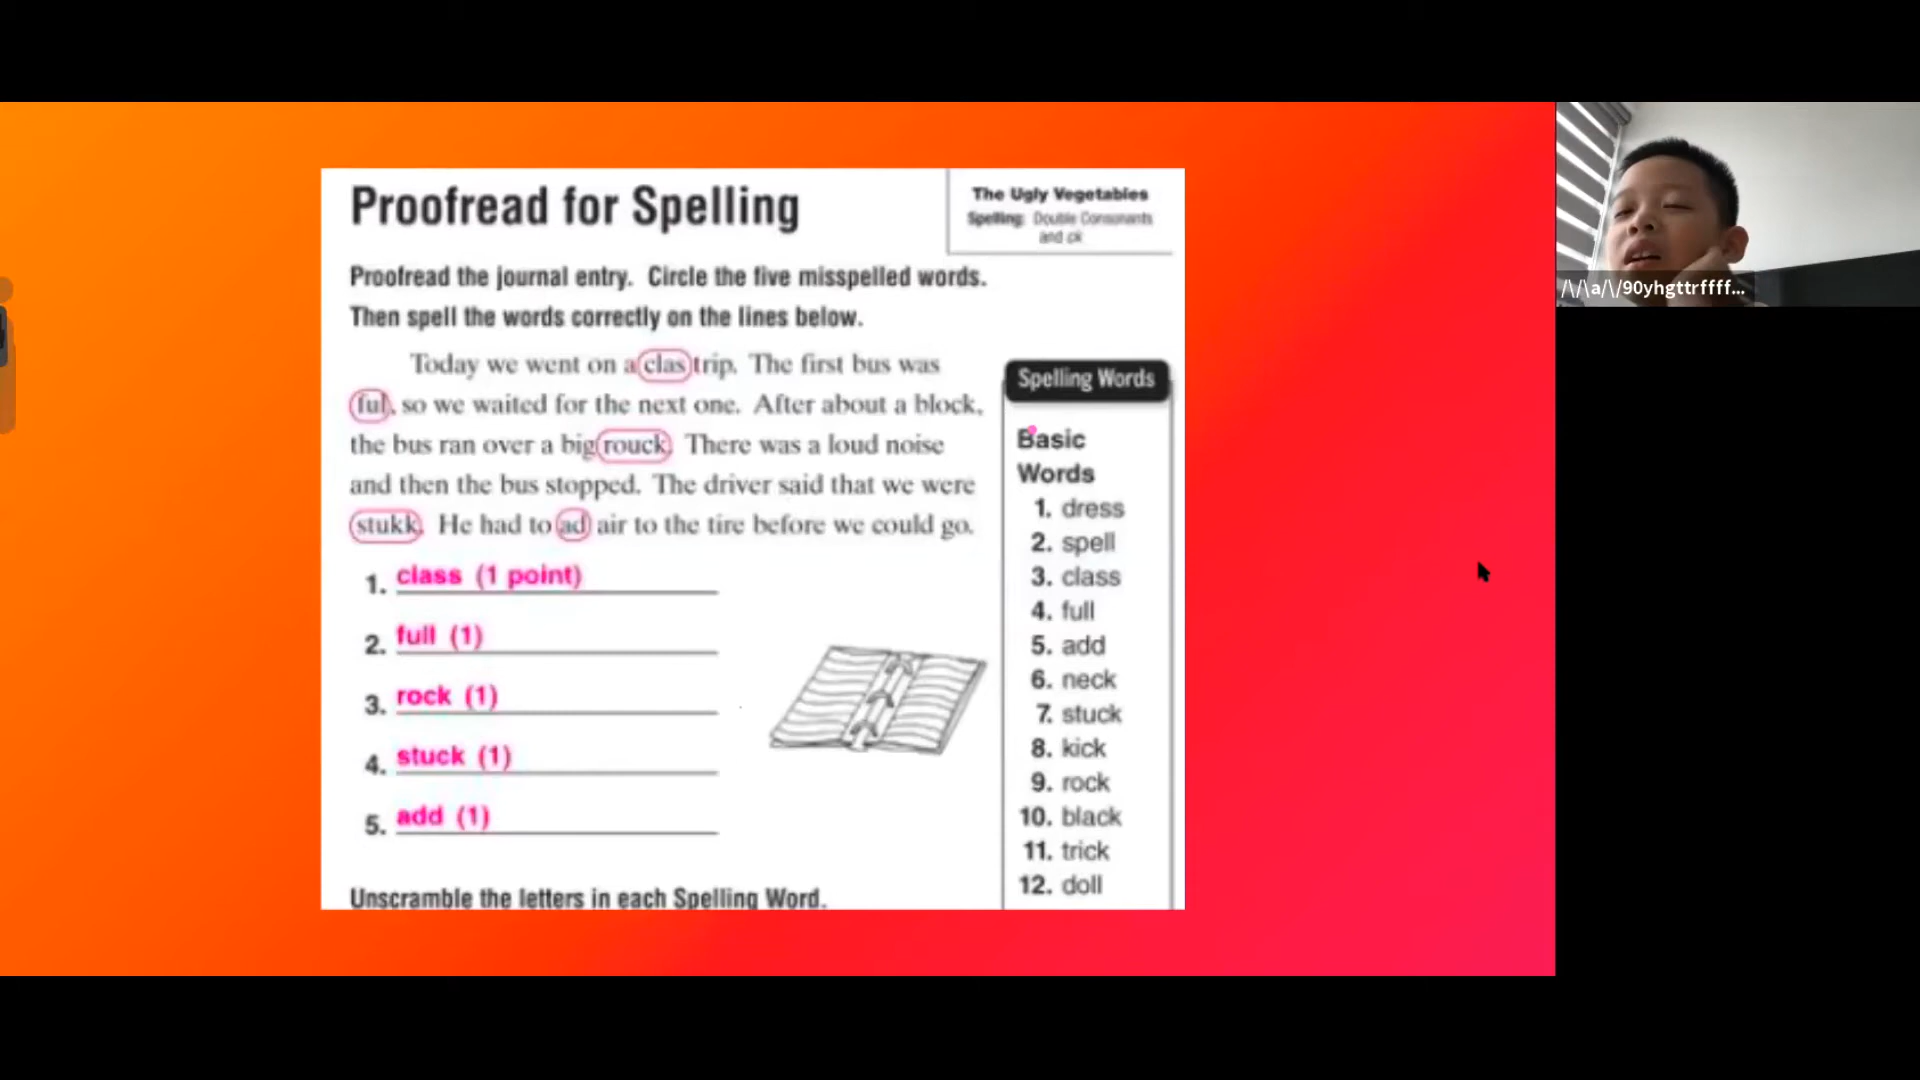 Proofread for Spelling
The Ugly Vegetables
Spelling: Double Consonants
and ck
Proofread the journal entry. Circle the five misspelled words.
Then spell the words correctly on the lines below.
Today we went on a clas trip. The first bus was
ful, so we waited for the next one. After about a block,
the bus ran over a big rouck. There was a loud noise
and then the bus stopped. The driver said that we were
stukk. He had to ad air to the tire before we could go.
1. class (1 point)
2. full (1)
3. rock (1)
4. stuck (1)
5. add (1)
Unscramble the letters in each Spelling Word.
Spelling Words
Basic
Words
1. dress
2. spell
3. class
4. full
5. add
6. neck
7. stuck
8. kick
9. rock
10. black
11. trick
12. doll
/\/\a/\/90yhgttrffff...